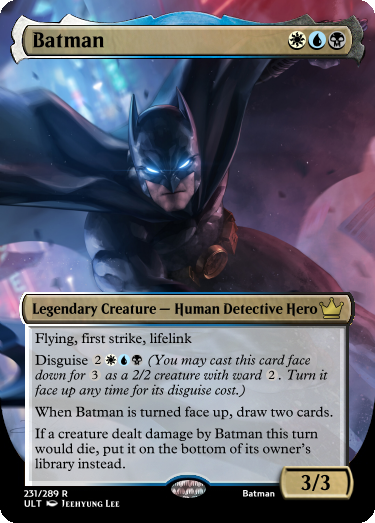 Batman
Legendary Creature — Human Detective Hero
Flying, first strike, lifelink
Disguise 2 (You may cast this card face
down for 3 as a 2/2 creature with ward 2. Turn it
face up any time for its disguise cost.)
When Batman is turned face up, draw two cards.
If a creature dealt damage by Batman this turn
would die, put it on the bottom of its owner's
library instead.
3/3
231/289 R
ULT JEEHYUNG LEE
Batman